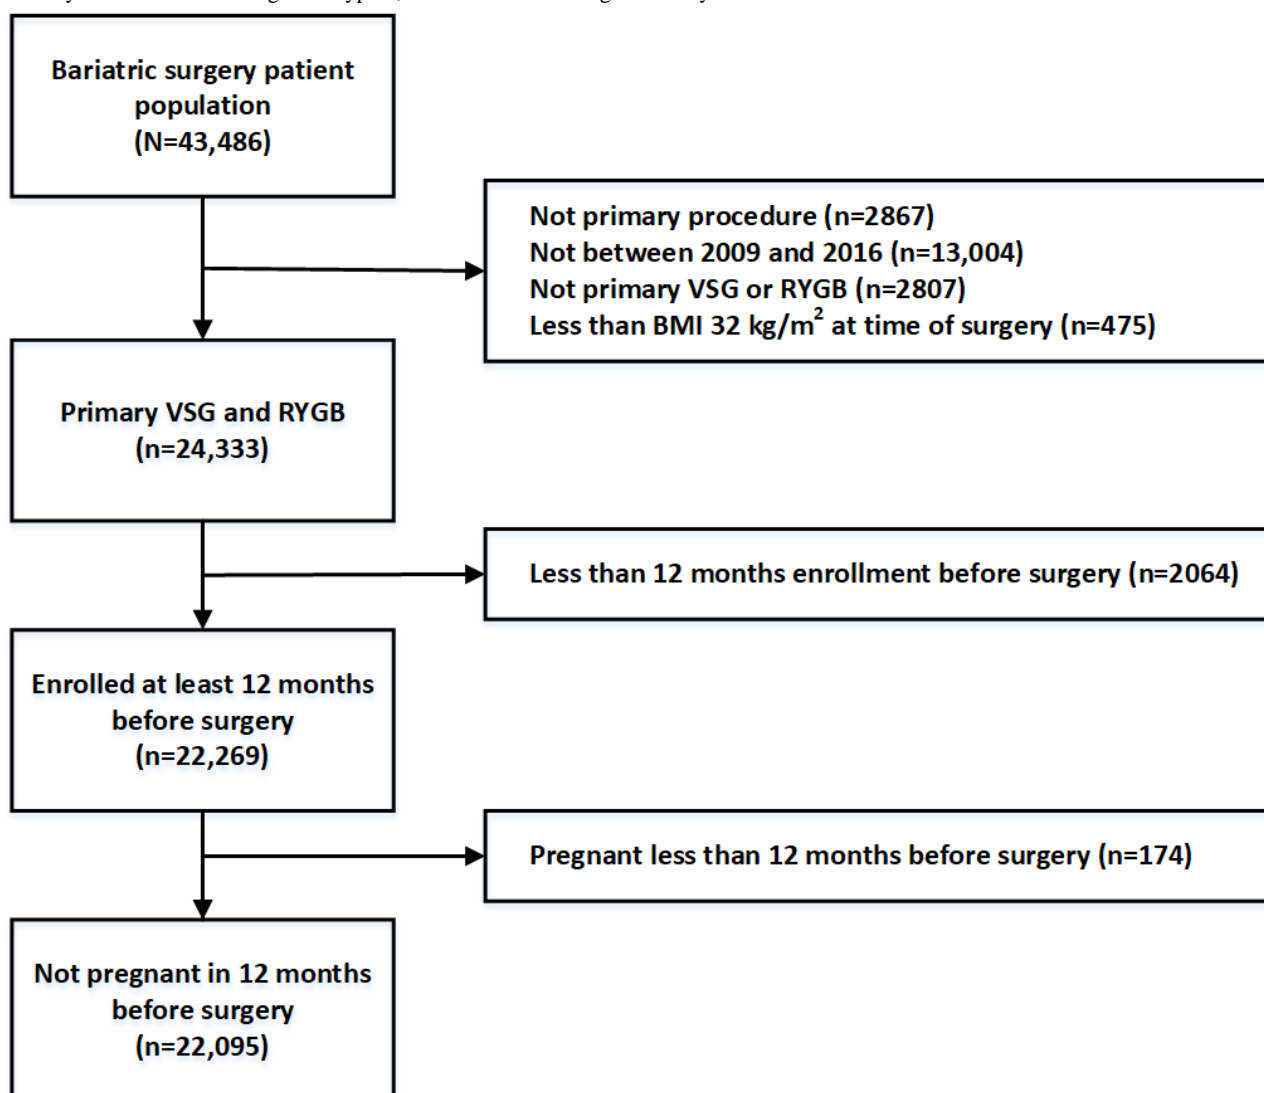 Bariatric surgery patient
population
(N=43,486)
Not primary procedure (n=2867)
Not between 2009 and 2016 (n=13,004)
Not primary VSG or RYGB (n=2807)
Less than BMI 32 kg/m² at time of surgery (n=475)
Primary VSG and RYGB
(n=24,333)
Less than 12 months enrollment before surgery (n=2064)
Enrolled at least 12 months
before surgery
(n=22,269)
Pregnant less than 12 months before surgery (n=174)
Not pregnant in 12 months
before surgery
(n=22,095)